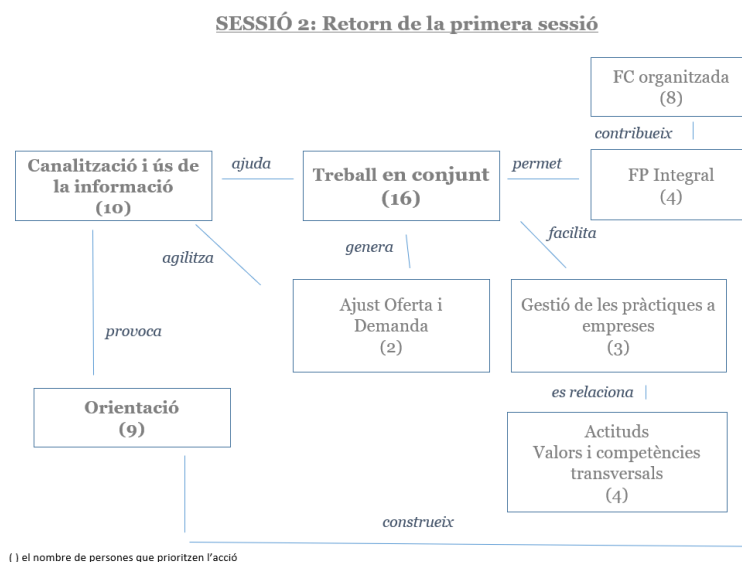 SESSIÓ 2: Retorn de la primera sessió
FC organitzada
(8)
contribueix
Canalització i ús de
la informació
(10)
ajuda
Treball en conjunt
(16)
permet
FP Integral
(4)
agilitza
genera
facilita
Ajust Oferta i
Demanda
(2)
Gestió de les pràctiques a
empreses
(3)
provoca
es relaciona
Orientació
(9)
Actituds
Valors i competències
transversals
(4)
construeix
( ) el nombre de persones que prioritzen l'acció